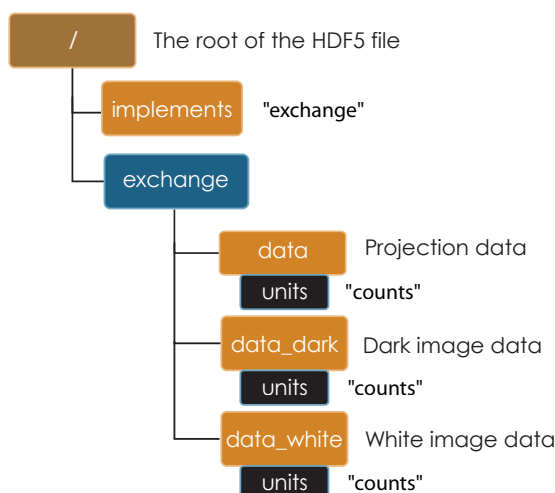 / The root of the HDF5 file
implements "exchange"
exchange
data Projection data
units "counts"
data_dark Dark image data
units "counts"
data_white White image data
units "counts"